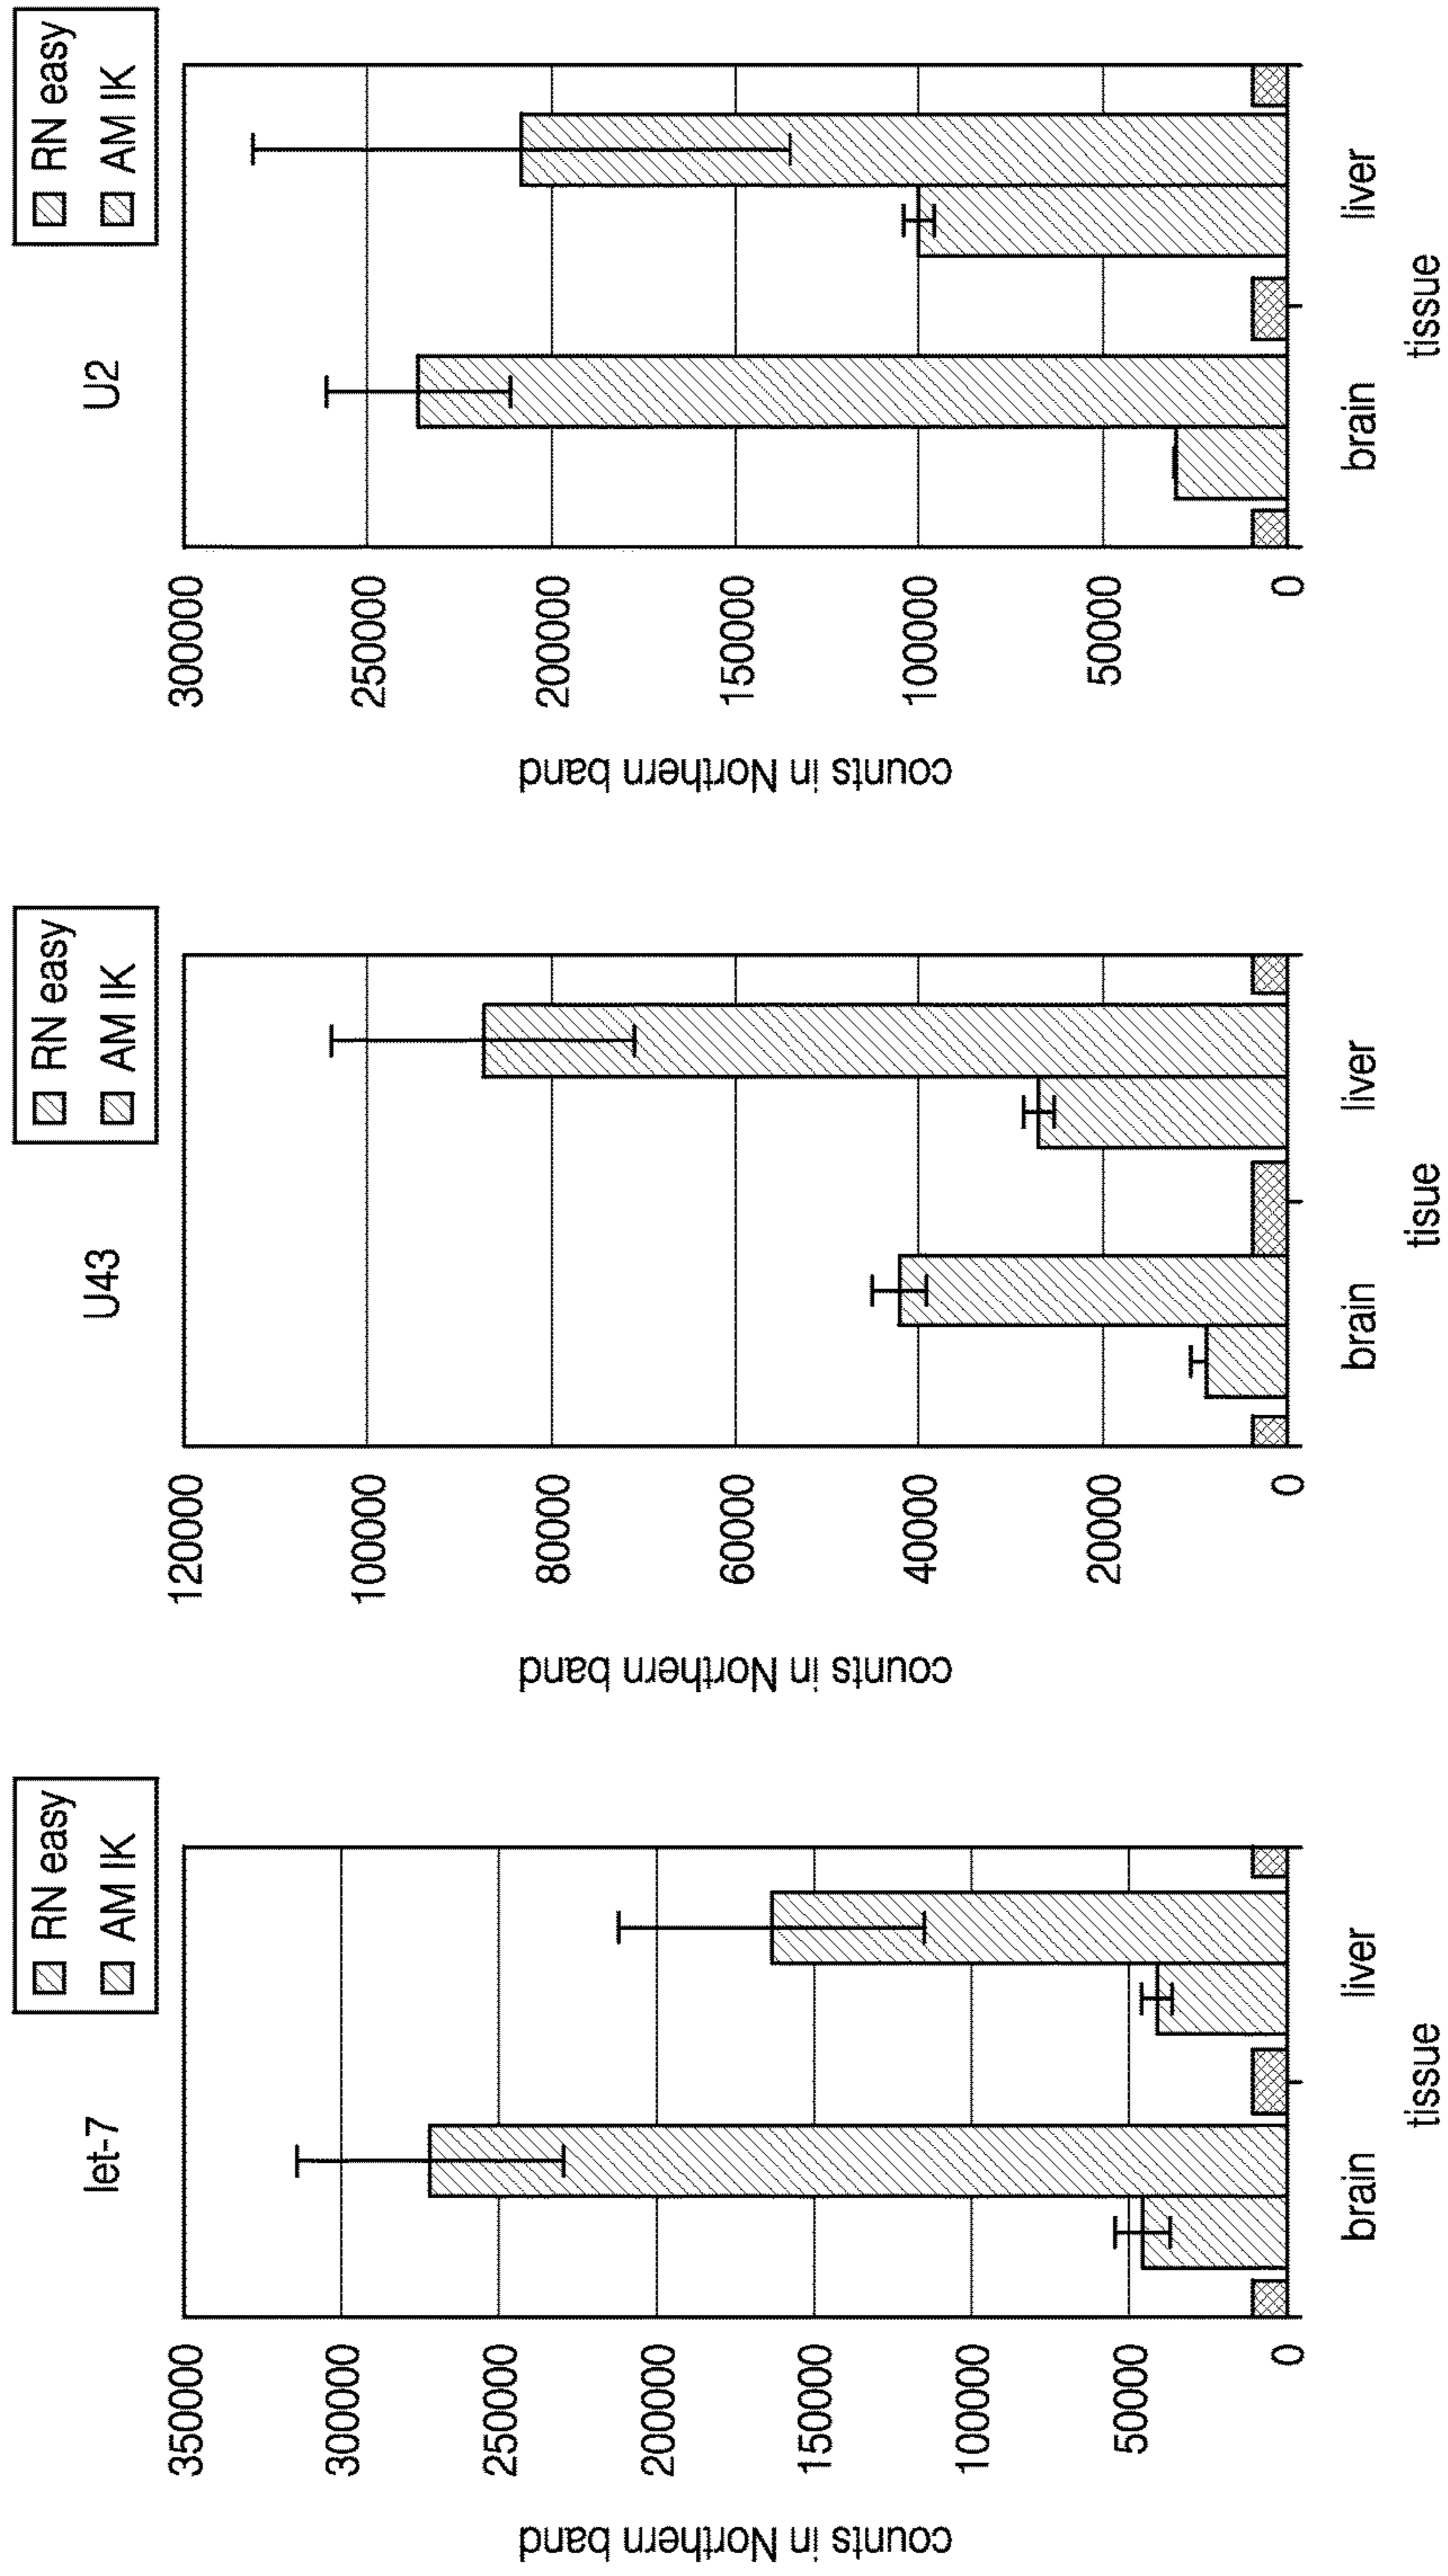 let-7
RN easy
AM IK
counts in Northern band
350000
300000
250000
200000
150000
100000
50000
0
brain
liver
tissue
U43
RN easy
AM IK
counts in Northern band
120000
100000
80000
60000
40000
20000
0
brain
liver
tisue
U2
RN easy
AM IK
counts in Northern band
300000
250000
200000
150000
100000
50000
0
brain
liver
tissue